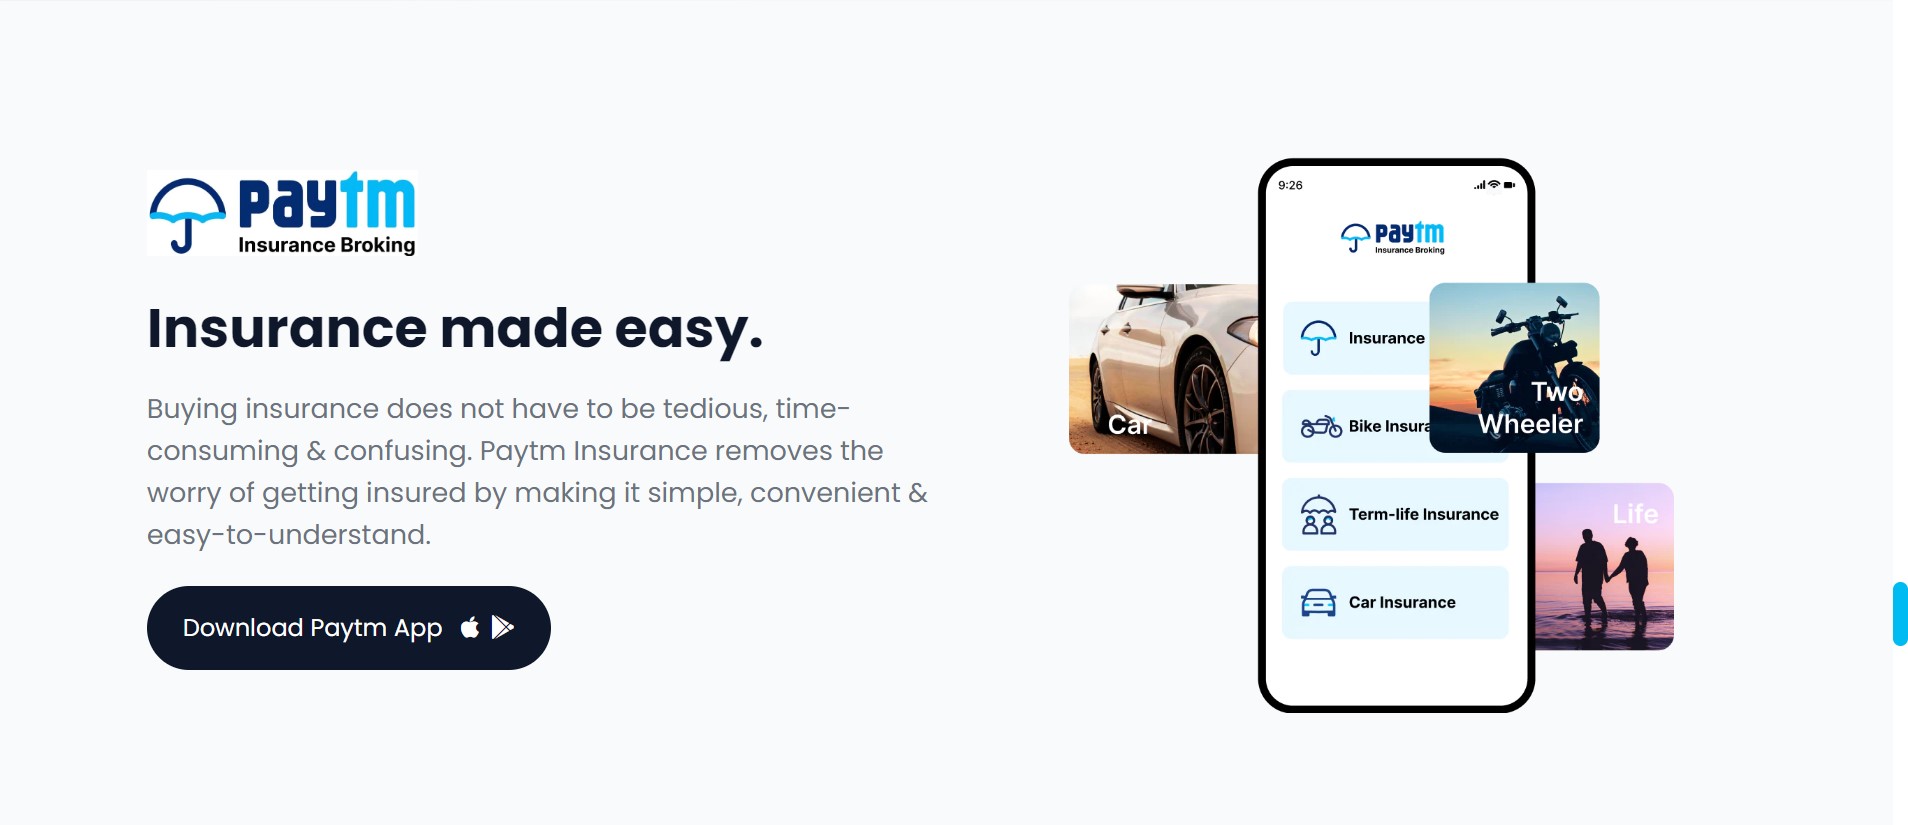 paytm
Insurance Broking
Insurance made easy.
Buying insurance does not have to be tedious, time-
consuming & confusing. Paytm Insurance removes the
worry of getting insured by making it simple, convenient &
easy-to-understand.
Download Paytm App
9:26
paytm
Insurance Broking
Car
Insurance
Bike Insura
Two
Wheeler
Term-life Insurance
Life
Car Insurance